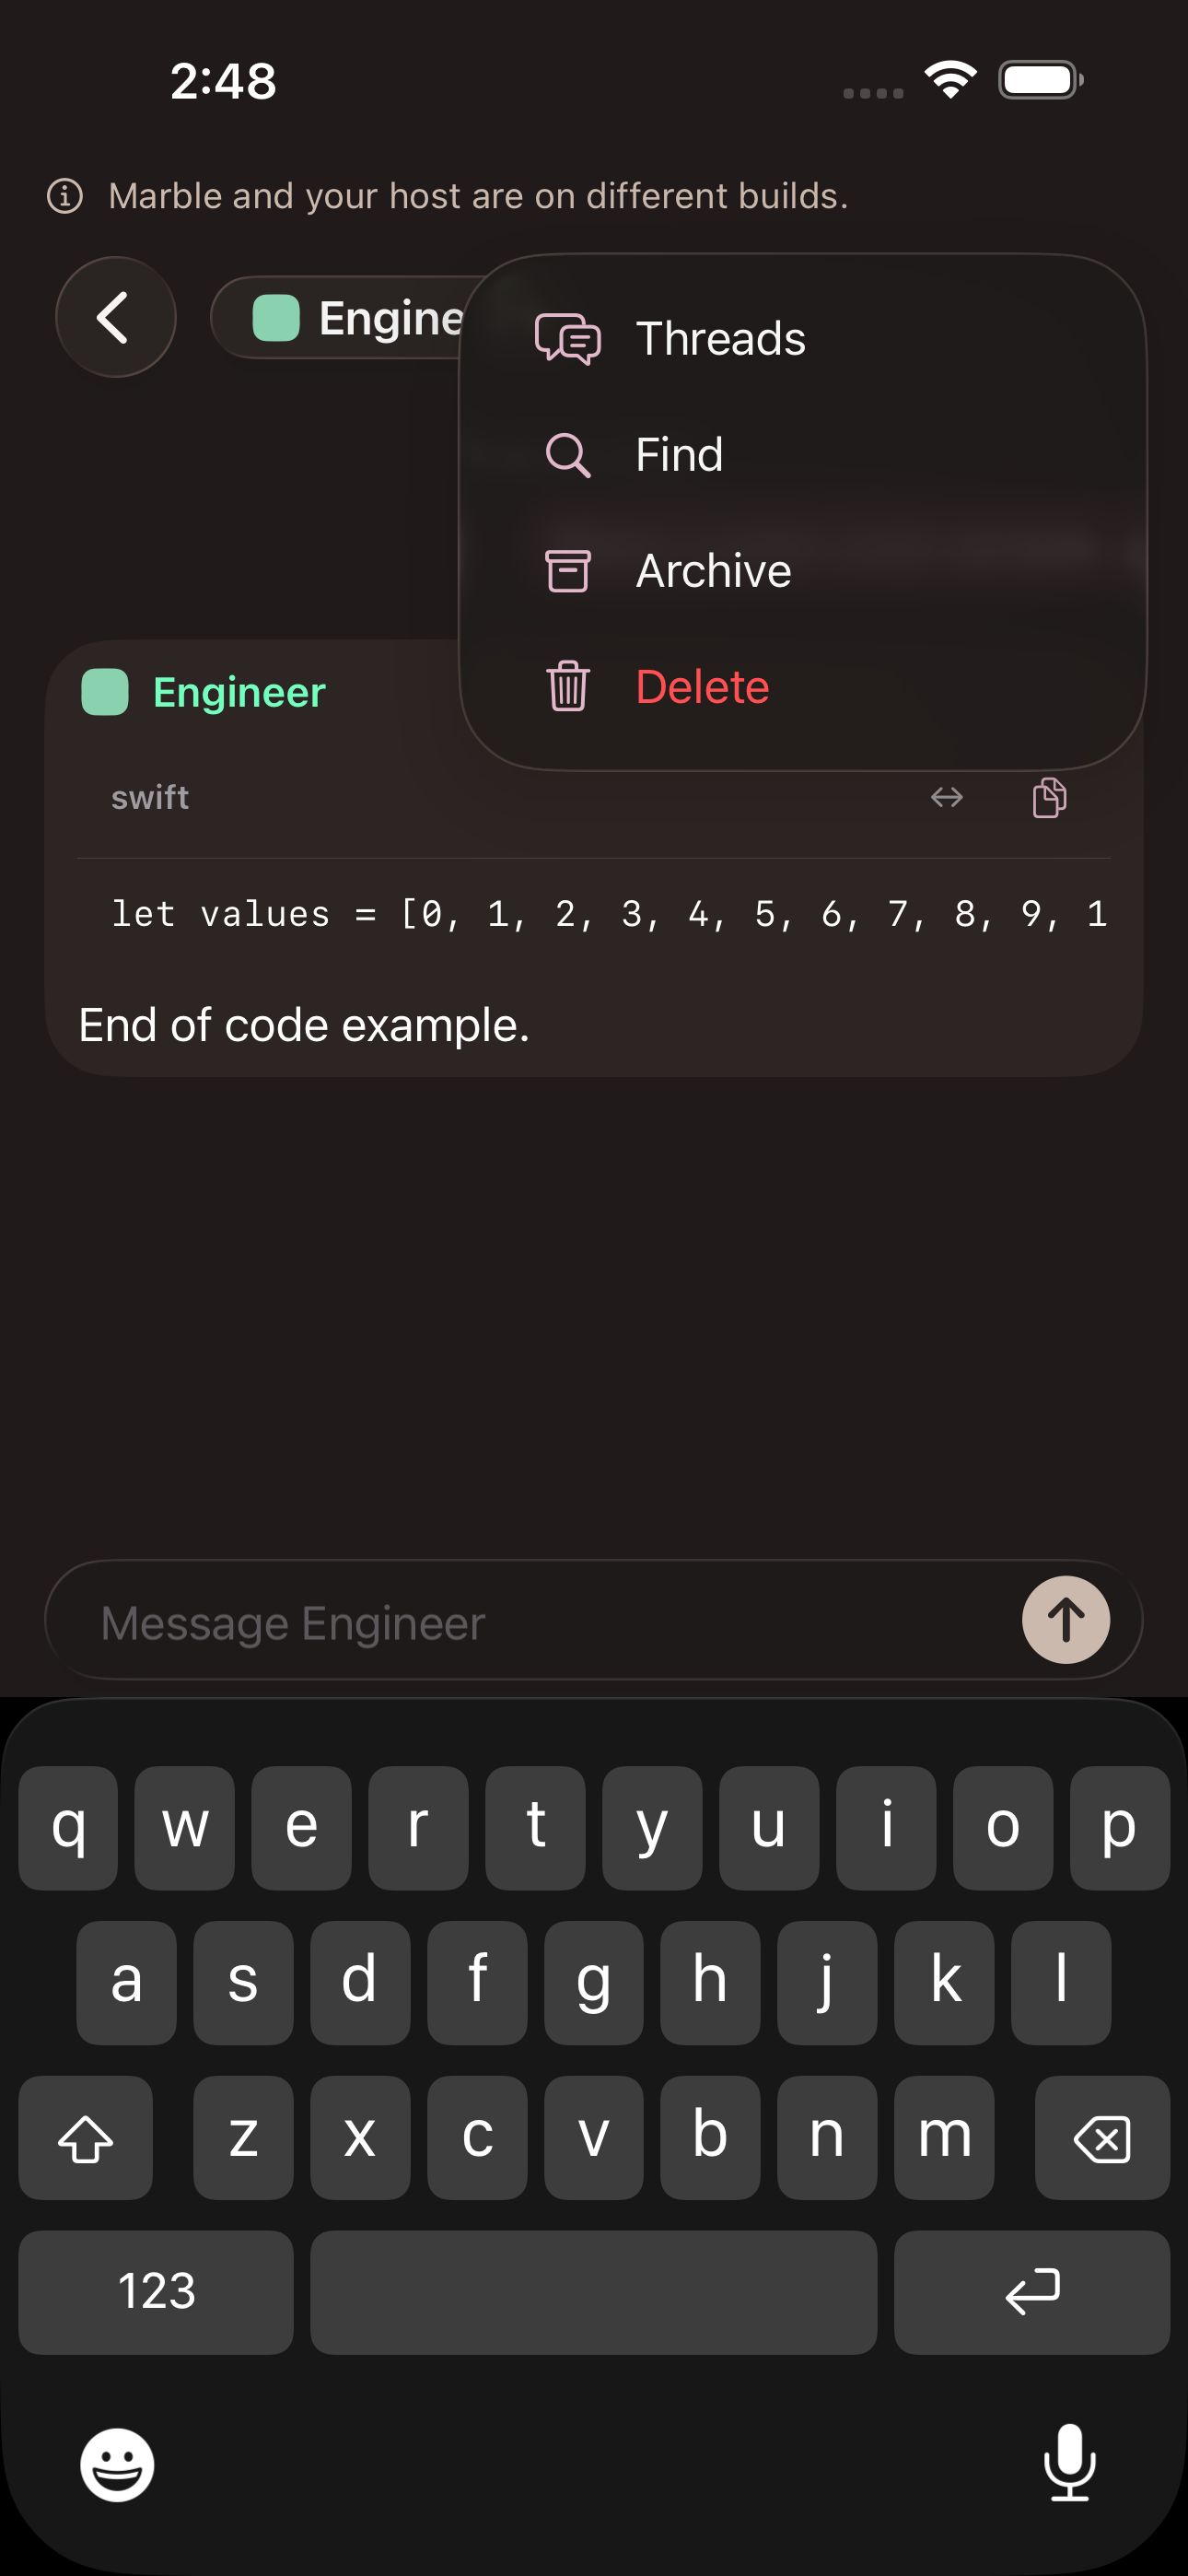 2:48
Marble and your host are on different builds.
Engine
Threads
Find
Archive
Delete
Engineer
swift
let values = [0, 1, 2, 3, 4, 5, 6, 7, 8, 9, 1
End of code example.
Message Engineer
q w e r t y u i o p
a s d f g h j k l
z x c v b n m
123